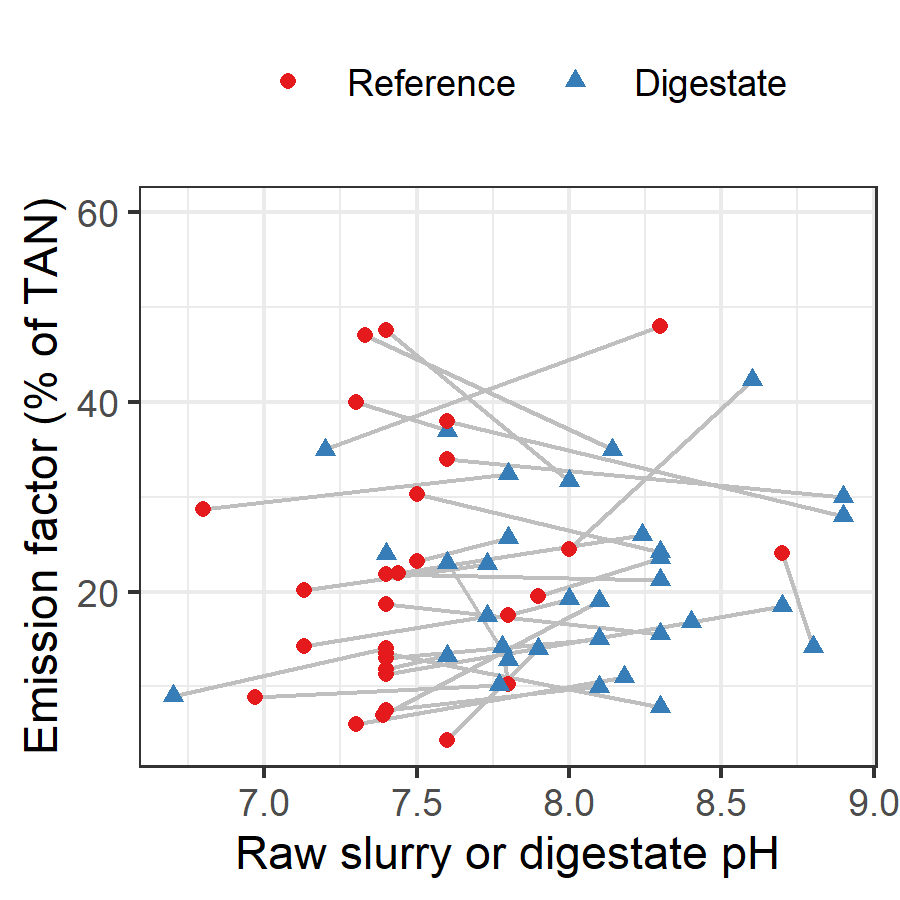 Reference Digestate
Emission factor (% of TAN)
60
40
20
7.0 7.5 8.0 8.5 9.0
Raw slurry or digestate pH